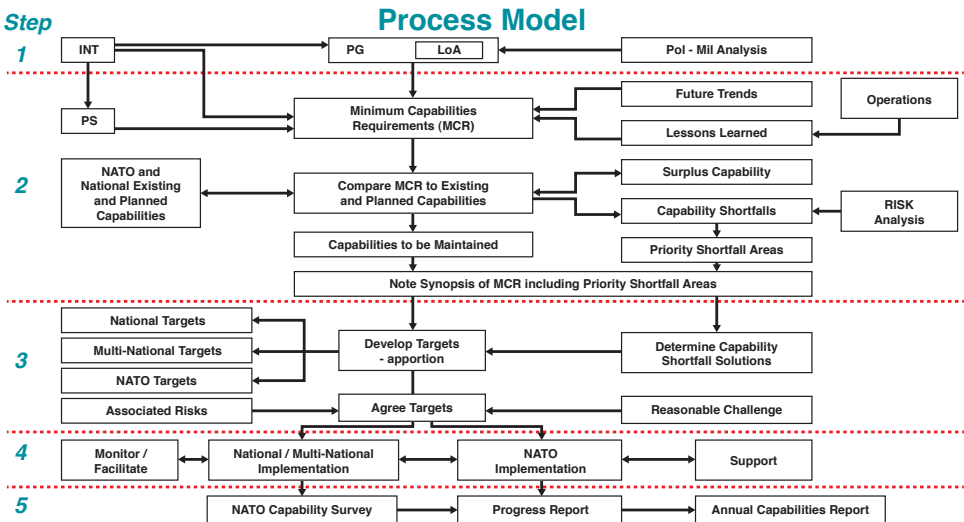 Process Model
Step
1
INT
PG
LoA
Pol - Mil Analysis
2
PS
Minimum Capabilities
Requirements (MCR)
Future Trends
Lessons Learned
Operations
NATO and
National Existing
and Planned
Capabilities
Compare MCR to Existing
and Planned Capabilities
Surplus Capability
Capability Shortfalls
RISK
Analysis
Capabilities to be Maintained
Priority Shortfall Areas
Note Synopsis of MCR including Priority Shortfall Areas
3
National Targets
Multi-National Targets
NATO Targets
Develop Targets
- apportion
Determine Capability
Shortfall Solutions
Associated Risks
Agree Targets
Reasonable Challenge
4
Monitor /
Facilitate
National / Multi-National
Implementation
NATO
Implementation
Support
5
NATO Capability Survey
Progress Report
Annual Capabilities Report